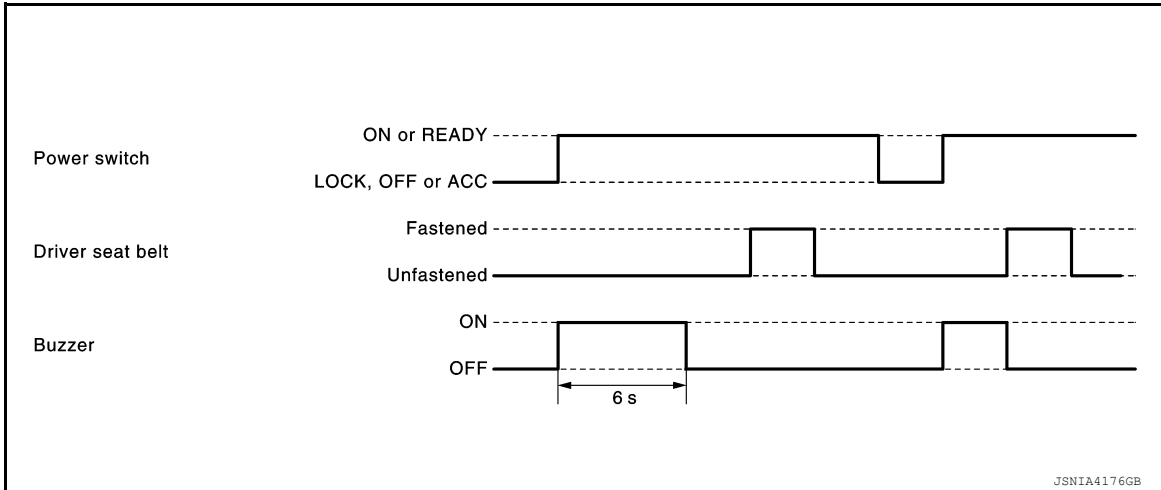 Power switch
ON or READY
LOCK, OFF or ACC
Driver seat belt
Fastened
Unfastened
Buzzer
ON
OFF
6 s
JSNIA4176GB